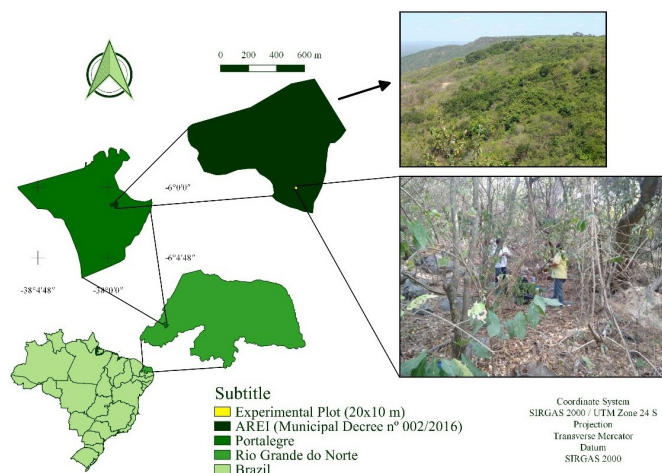 0 200 400 600 m
-6°0'0"
-6°4'48"
-38°4'48" -38°0'0"
Subtitle
Experimental Plot (20x10 m)
AREI (Municipal Decree nº 002/2016)
Portalegre
Rio Grande do Norte
Brazil
Coordinate System
SIRGAS 2000 / UTM Zone 24 S
Projection
Transverse Mercator
Datum
SIRGAS 2000